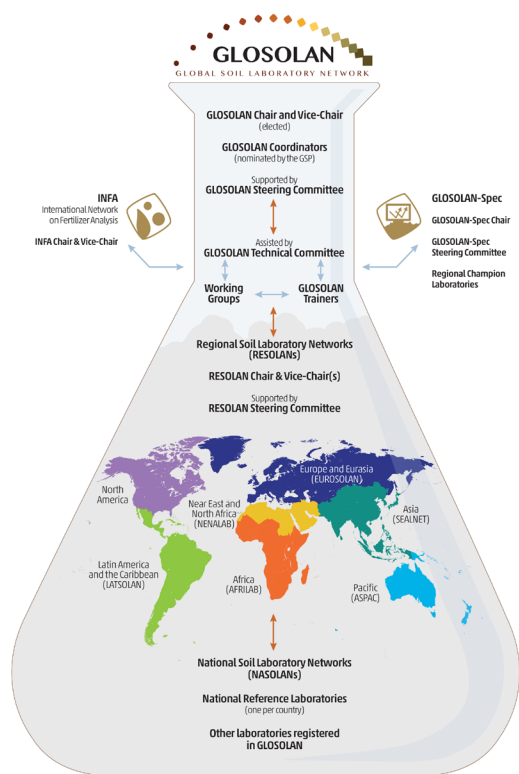 GLOSOLAN
GLOBAL SOIL LABORATORY NETWORK
GLOSOLAN Chair and Vice-Chair
(elected)
GLOSOLAN Coordinators
(nominated by the GSP)
Supported by
GLOSOLAN Steering Committee
INFA
International Network
on Fertilizer Analysis
INFA Chair & Vice-Chair
GLOSOLAN-Spec
GLOSOLAN-Spec Chair
GLOSOLAN-Spec
Steering Committee
Regional Champion
Laboratories
Assisted by
GLOSOLAN Technical Committee
Working
Groups
GLOSOLAN
Trainers
Regional Soil Laboratory Networks
(RESOLANs)
RESOLAN Chair & Vice-Chair(s)
Supported by
RESOLAN Steering Committee
North
America
Europe and Eurasia
(EUROSOLAN)
Near East and
North Africa
(NENALAB)
Asia
(SEALNET)
Latin America
and the Caribbean
(LATSOLAN)
Africa
(AFRILAB)
Pacific
(ASPAC)
National Soil Laboratory Networks
(NASOLANs)
National Reference Laboratories
(one per country)
Other laboratories registered
in GLOSOLAN